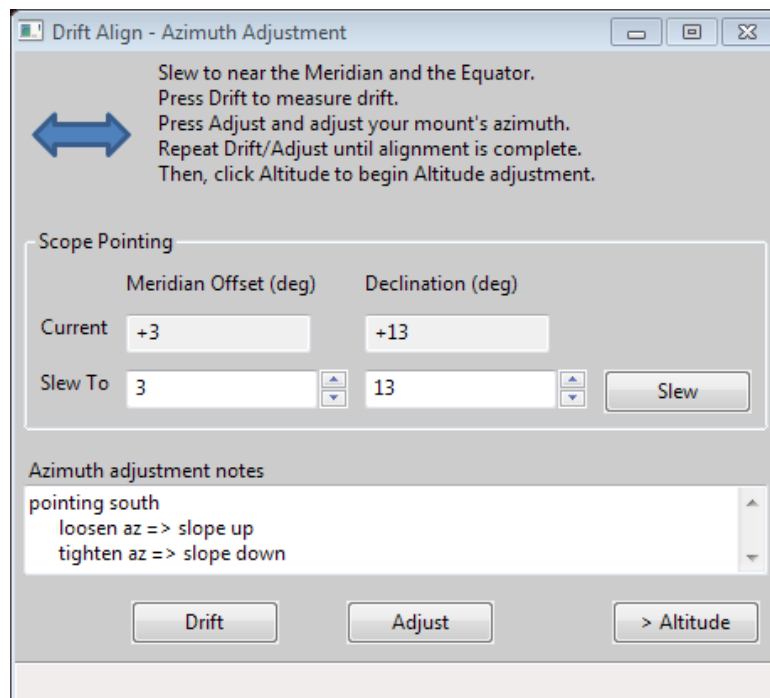 Drift Align - Azimuth Adjustment
Slew to near the Meridian and the Equator.
Press Drift to measure drift.
Press Adjust and adjust your mount's azimuth.
Repeat Drift/Adjust until alignment is complete.
Then, click Altitude to begin Altitude adjustment.
Scope Pointing
Meridian Offset (deg) Declination (deg)
Current +3 +13
Slew To 3 13 Slew
Azimuth adjustment notes
pointing south
loosen az => slope up
tighten az => slope down
Drift Adjust > Altitude